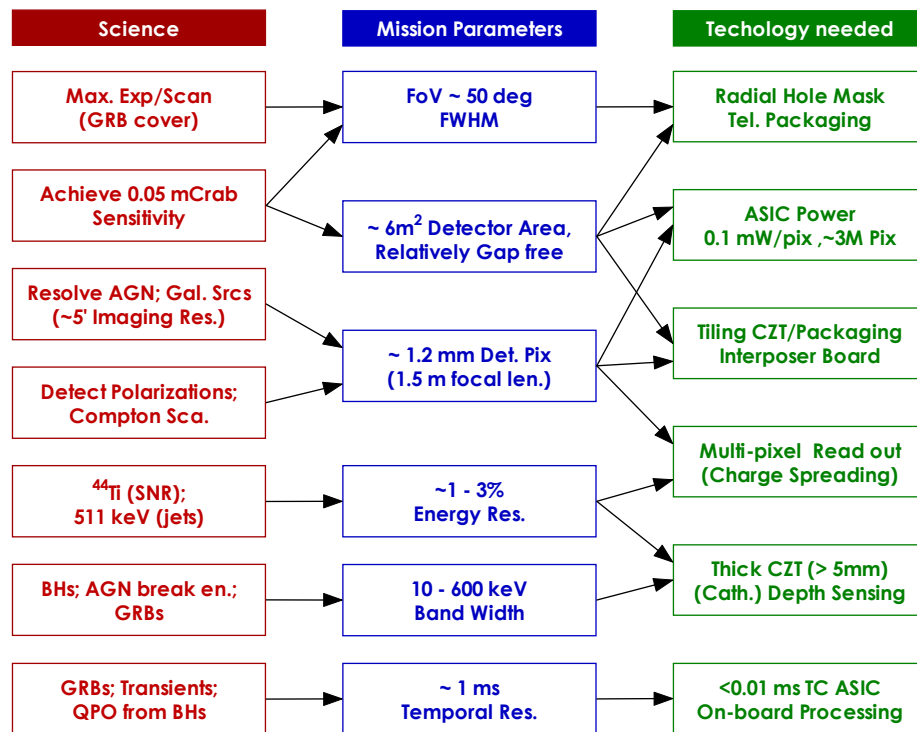 Science
Mission Parameters
Techology needed
Max. Exp/Scan
(GRB cover)
FoV ~ 50 deg
FWHM
Radial Hole Mask
Tel. Packaging
Achieve 0.05 mCrab
Sensitivity
~ 6m² Detector Area,
Relatively Gap free
ASIC Power
0.1 mW/pix ,~3M Pix
Resolve AGN; Gal. Srcs
(~5' Imaging Res.)
~ 1.2 mm Det. Pix
(1.5 m focal len.)
Tiling CZT/Packaging
Interposer Board
Detect Polarizations;
Compton Sca.
Multi-pixel Read out
(Charge Spreading)
⁴⁴Ti (SNR);
511 keV (jets)
~1 - 3%
Energy Res.
Thick CZT (> 5mm)
(Cath.) Depth Sensing
BHs; AGN break en.;
GRBs
10 - 600 keV
Band Width
GRBs; Transients;
QPO from BHs
~ 1 ms
Temporal Res.
<0.01 ms TC ASIC
On-board Processing